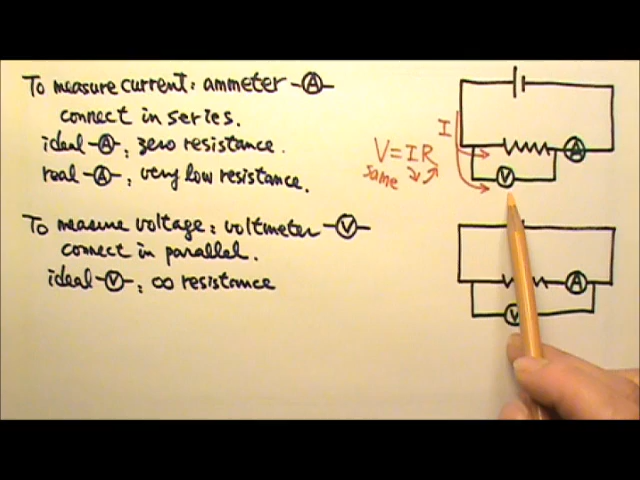 To measure current: ammeter -Ⓐ-
connect in series.
ideal -Ⓐ-: zero resistance.
real -Ⓐ-: very low resistance.
To measure voltage: voltmeter -Ⓥ-
connect in parallel.
ideal -Ⓥ-: ∞ resistance
I
V=IR
same
A
V
A
V